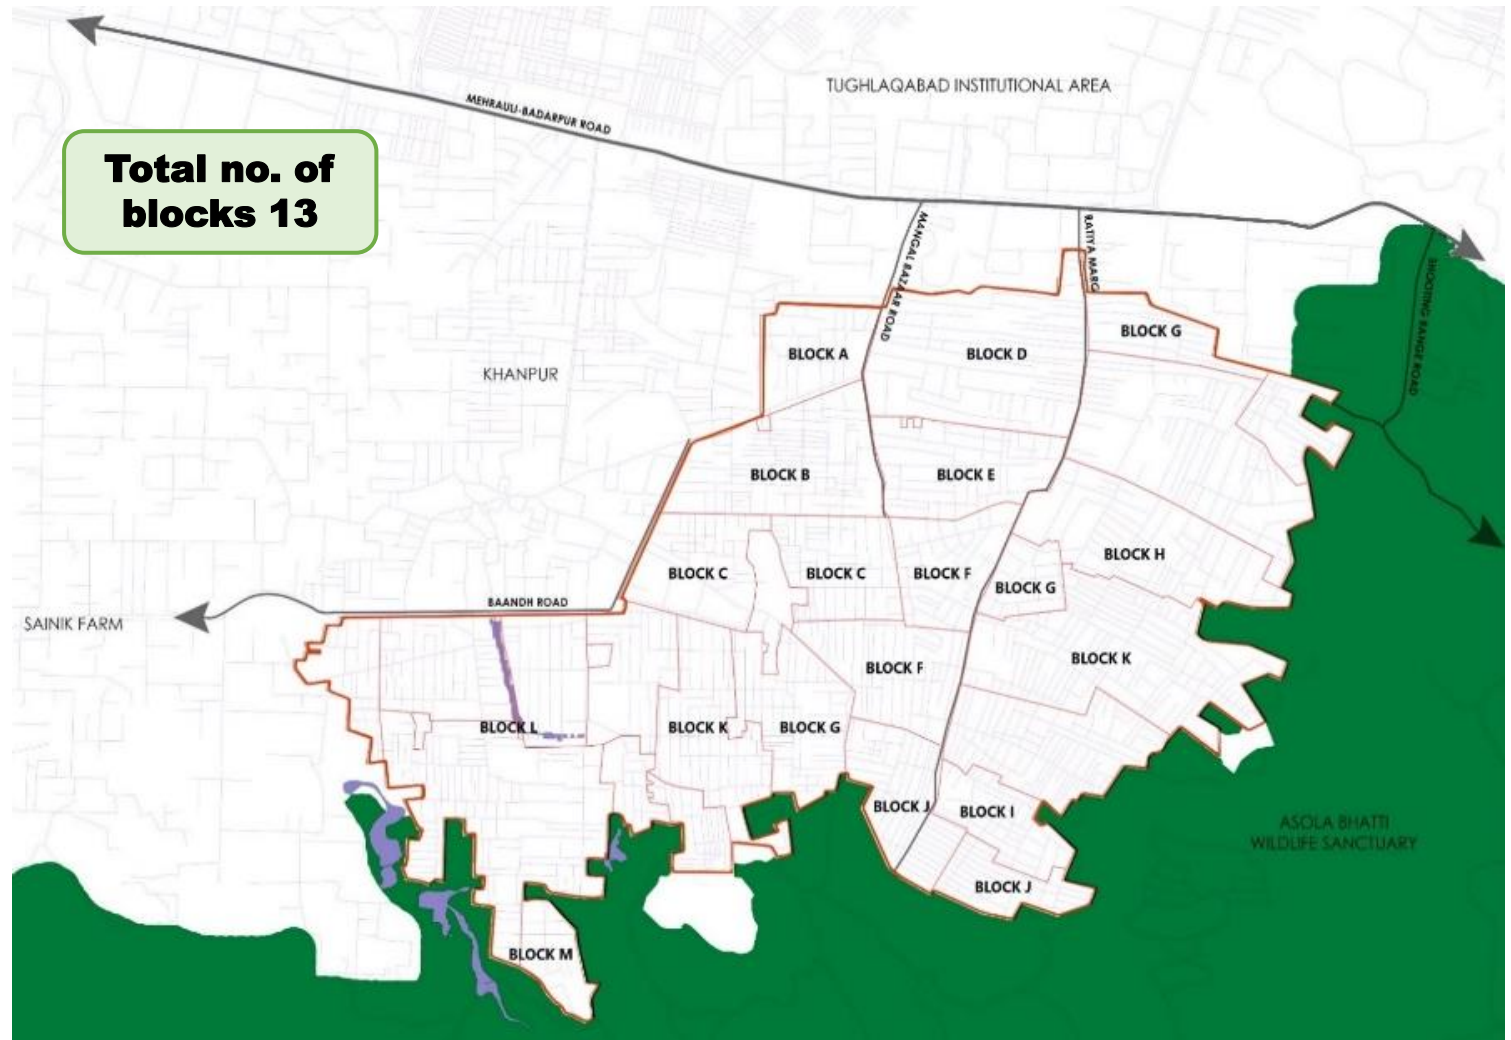 TUGHLAQABAD INSTITUTIONAL AREA
MEHRAULI-BADARPUR ROAD
Total no. of
blocks 13
MANGAL BAZAAR ROAD
RATIYA MARG
SHOOTING RANGE ROAD
BLOCK G
BLOCK A
BLOCK D
KHANPUR
BLOCK B
BLOCK E
BLOCK H
BLOCK C
BLOCK C
BLOCK F
BLOCK G
BAANDH ROAD
SAINIK FARM
BLOCK K
BLOCK F
BLOCK L
BLOCK K
BLOCK G
BLOCK J
BLOCK I
ASOLA BHATTI
WILDLIFE SANCTUARY
BLOCK J
BLOCK M